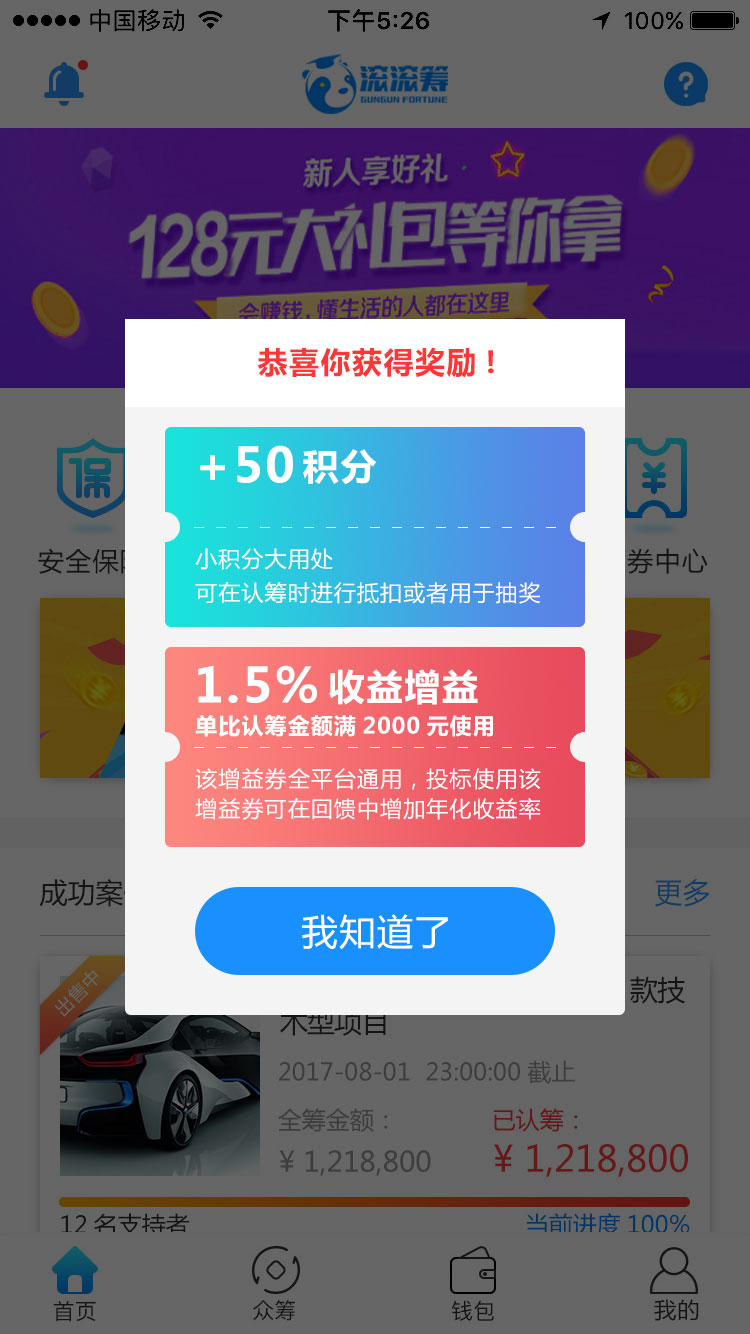 中国移动
下午5:26
100%
滚滚筹
GUNGUN FORTUNE
新人享好礼
128元大礼包等你拿
会赚钱,懂生活的人都在这里
恭喜你获得奖励！
+50 积分
小积分大用处
可在认筹时进行抵扣或者用于抽奖
保
¥
安全保
券中心
1.5% 收益增益
单比认筹金额满 2000 元使用
该增益券全平台通用，投标使用该
增益券可在回馈中增加年化收益率
成功案
更多
我知道了
出售中
款技
术型项目
2017-08-01 23:00:00 截止
全筹金额：
已认筹：
¥ 1,218,800
¥ 1,218,800
12 名支持者
当前进度 100%
首页
众筹
钱包
我的